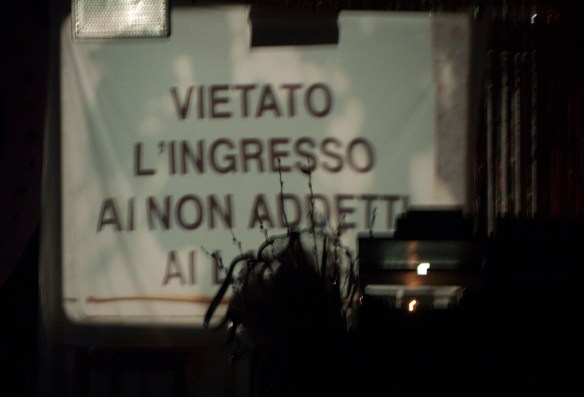 VIETATO
L'INGRESSO
AI NON ADDETTI
AI